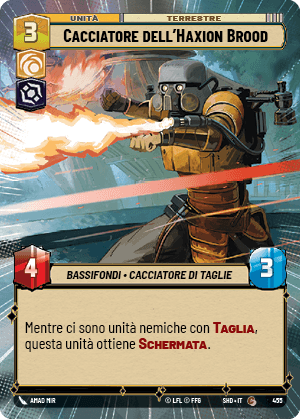 UNITÀ TERRESTRE
3 CACCIATORE DELL'HAXION BROOD
4 3
BASSIFONDI • CACCIATORE DI TAGLIE
Mentre ci sono unità nemiche con TAGLIA,
questa unità ottiene SCHERMATA.
AMAD MIR © LFL © FFG SHD • IT 455